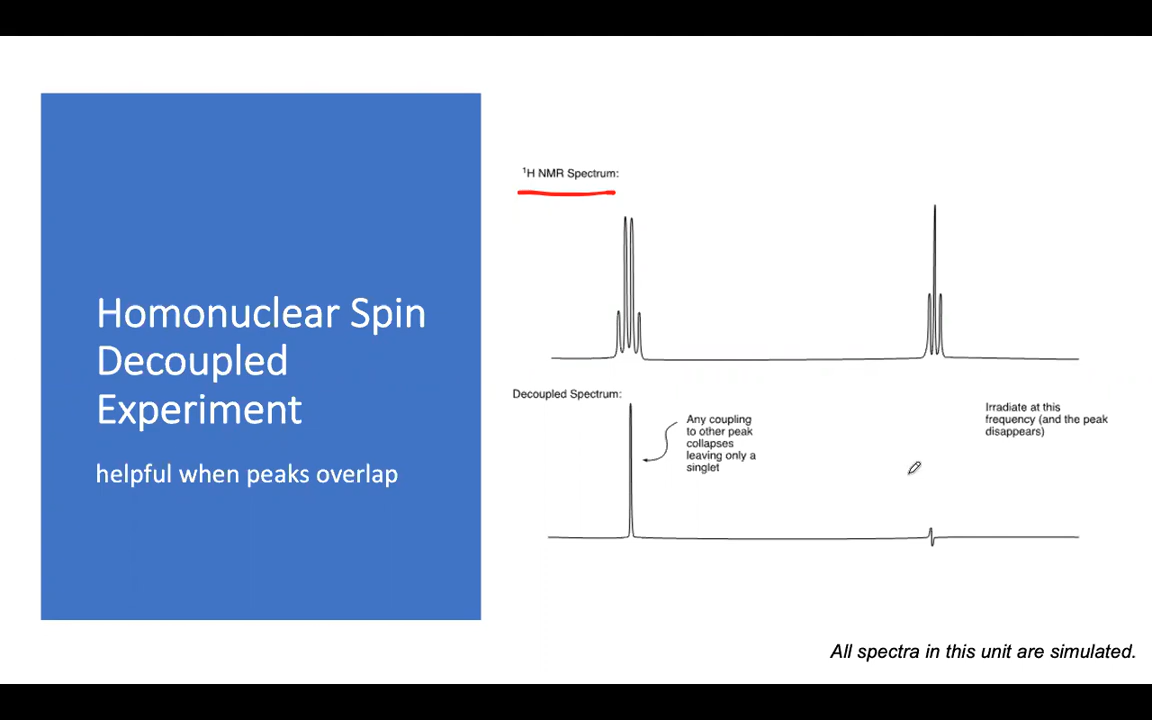 Homonuclear Spin
Decoupled
Experiment
helpful when peaks overlap
¹H NMR Spectrum:
Decoupled Spectrum:
Any coupling
to other peak
collapses
leaving only a
singlet
Irradiate at this
frequency (and the peak
disappears)
All spectra in this unit are simulated.